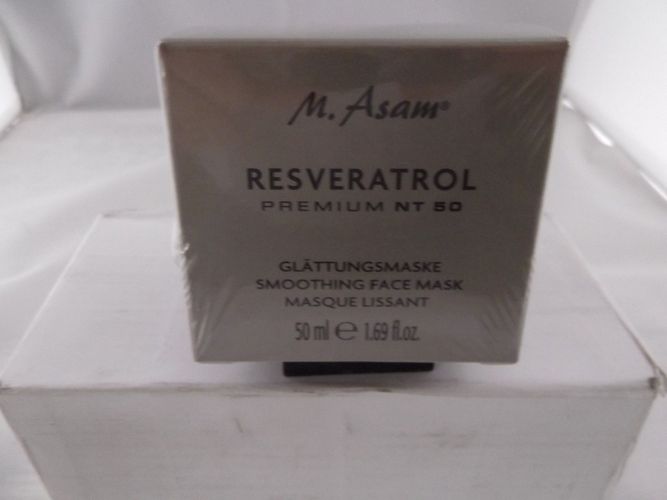 M. Asam®
RESVERATROL
PREMIUM NT 50
GLÄTTUNGSMASKE
SMOOTHING FACE MASK
MASQUE LISSANT
50 ml ℮ 1.69 fl.oz.